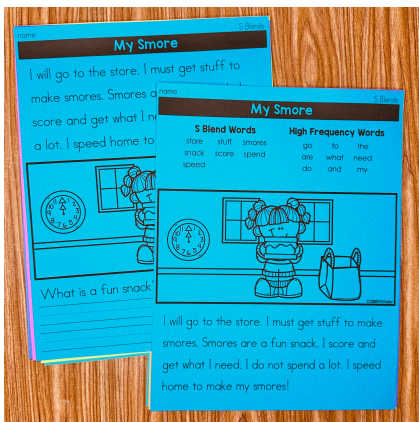 name
S Blends
My Smore
I will go to the store. I must get stuff to
make smores. Smores a
score and get what I n
a lot. I speed home to
What is a fun snack?
name
S Blends
My Smore
S Blend Words
store stuff smores
snack score spend
speed
High Frequency Words
go to the
are what need
do and my
I will go to the store. I must get stuff to make
smores. Smores are a fun snack. I score and
get what I need. I do not spend a lot. I speed
home to make my smores!